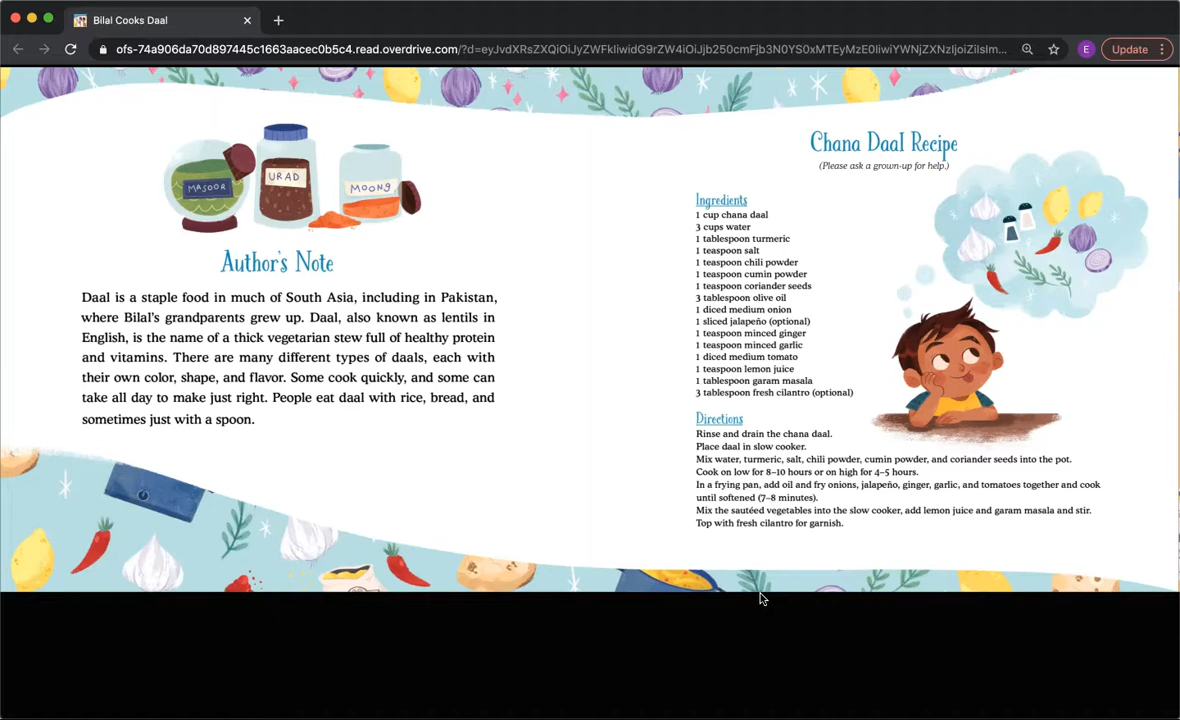 Bilal Cooks Daal
ofs-74a906da70d897445c1663aacec0b5c4.read.overdrive.com
E
Update
MASOOR
URAD
MOONG
Author's Note
Daal is a staple food in much of South Asia, including in Pakistan,
where Bilal's grandparents grew up. Daal, also known as lentils in
English, is the name of a thick vegetarian stew full of healthy protein
and vitamins. There are many different types of daals, each with
their own color, shape, and flavor. Some cook quickly, and some can
take all day to make just right. People eat daal with rice, bread, and
sometimes just with a spoon.
Chana Daal Recipe
(Please ask a grown-up for help.)
Ingredients
1 cup chana daal
3 cups water
1 tablespoon turmeric
1 teaspoon salt
1 teaspoon chili powder
1 teaspoon cumin powder
1 teaspoon coriander seeds
3 tablespoon olive oil
1 diced medium onion
1 sliced jalapeño (optional)
1 teaspoon minced ginger
1 teaspoon minced garlic
1 diced medium tomato
1 teaspoon lemon juice
1 tablespoon garam masala
3 tablespoon fresh cilantro (optional)
Directions
Rinse and drain the chana daal.
Place daal in slow cooker.
Mix water, turmeric, salt, chili powder, cumin powder, and coriander seeds into the pot.
Cook on low for 8–10 hours or on high for 4–5 hours.
In a frying pan, add oil and fry onions, jalapeño, ginger, garlic, and tomatoes together and cook
until softened (7–8 minutes).
Mix the sautéed vegetables into the slow cooker, add lemon juice and garam masala and stir.
Top with fresh cilantro for garnish.